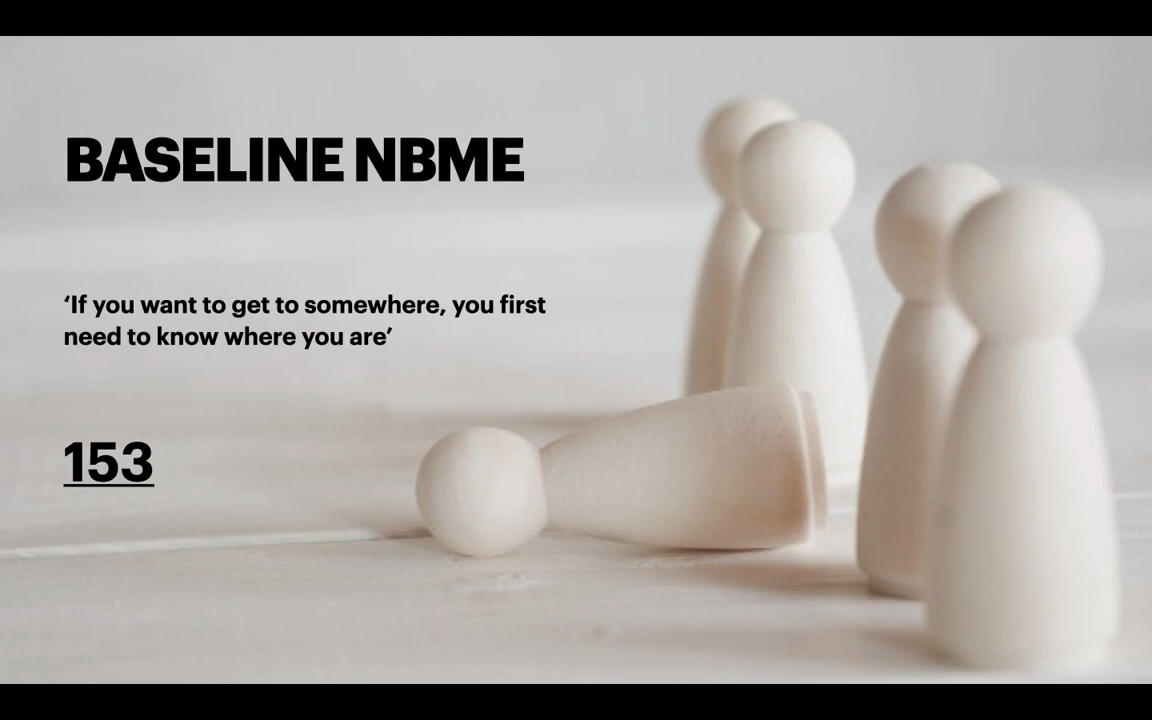 BASELINE NBME
‘If you want to get to somewhere, you first
need to know where you are’
153